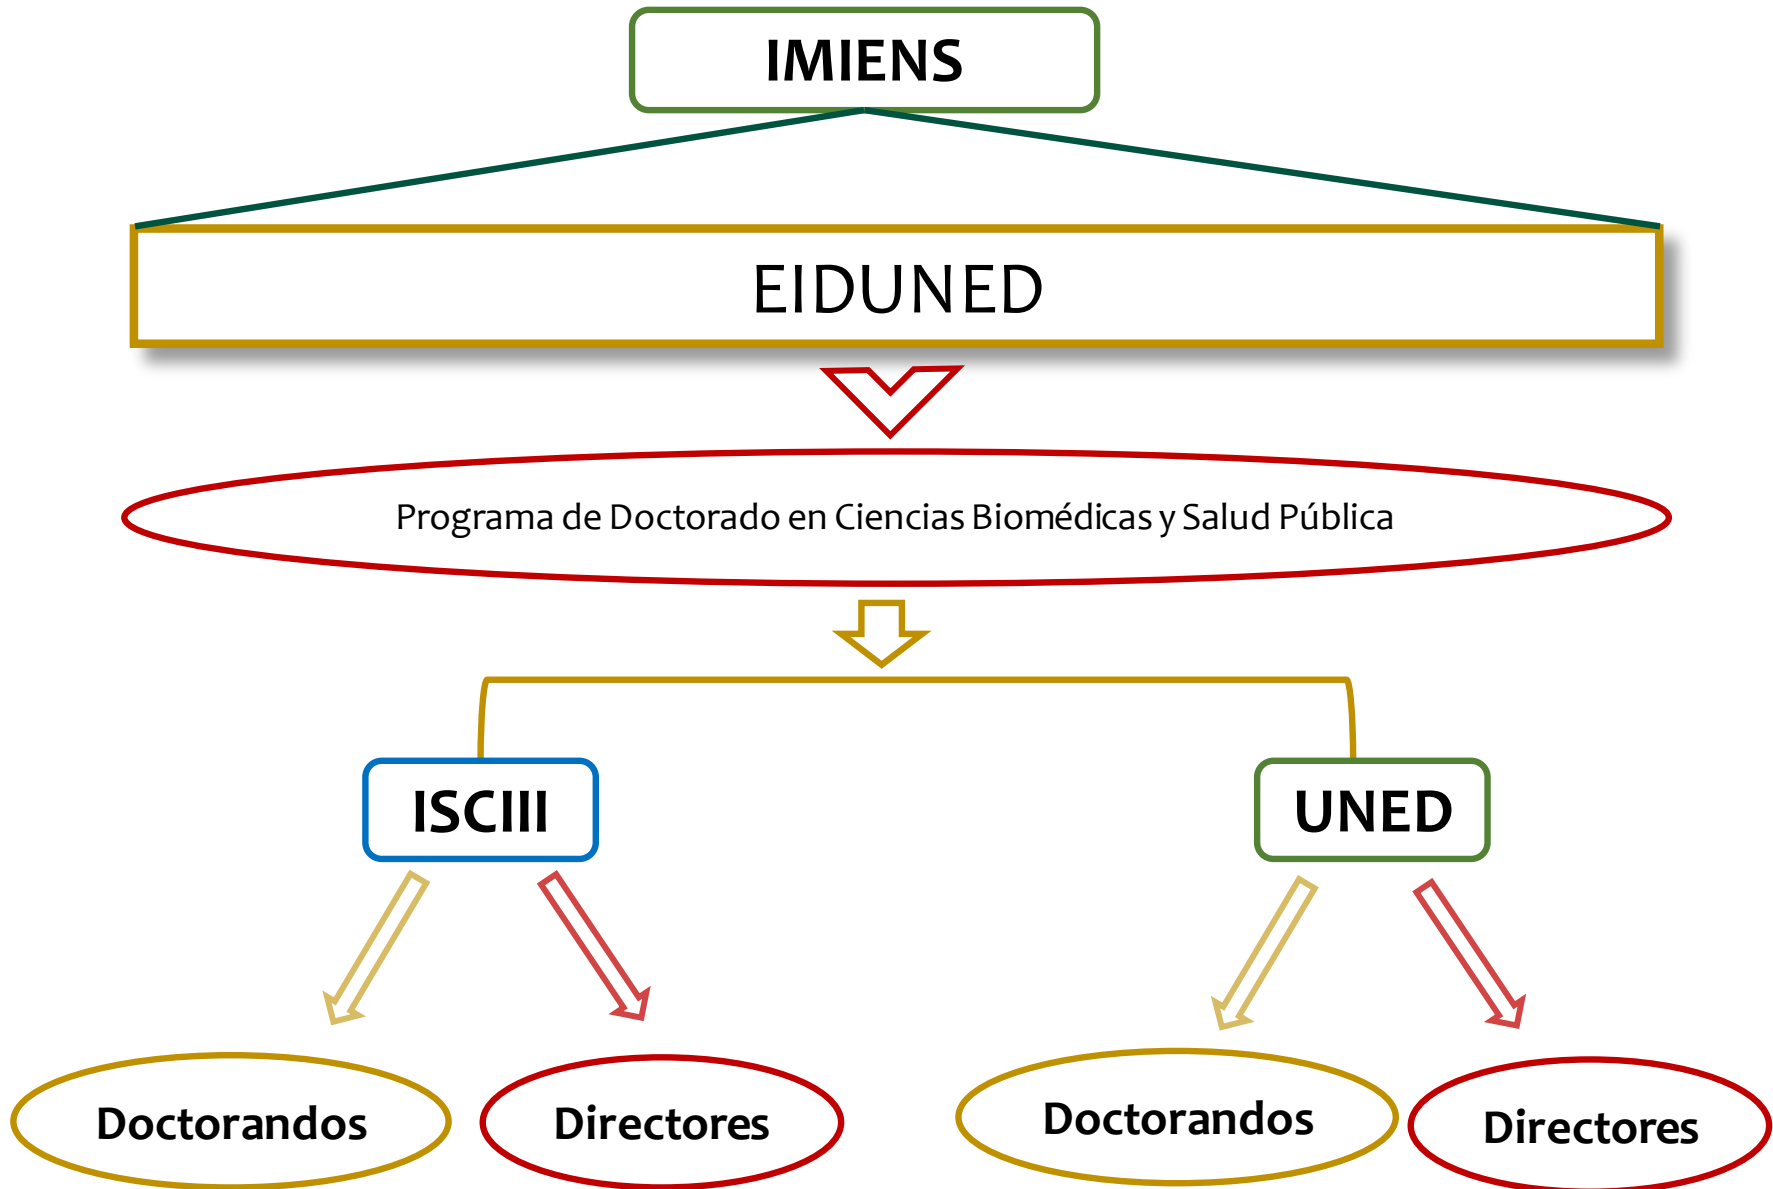 IMIENS
EIDUNED
Programa de Doctorado en Ciencias Biomédicas y Salud Pública
ISCIII
UNED
Doctorandos
Directores
Doctorandos
Directores